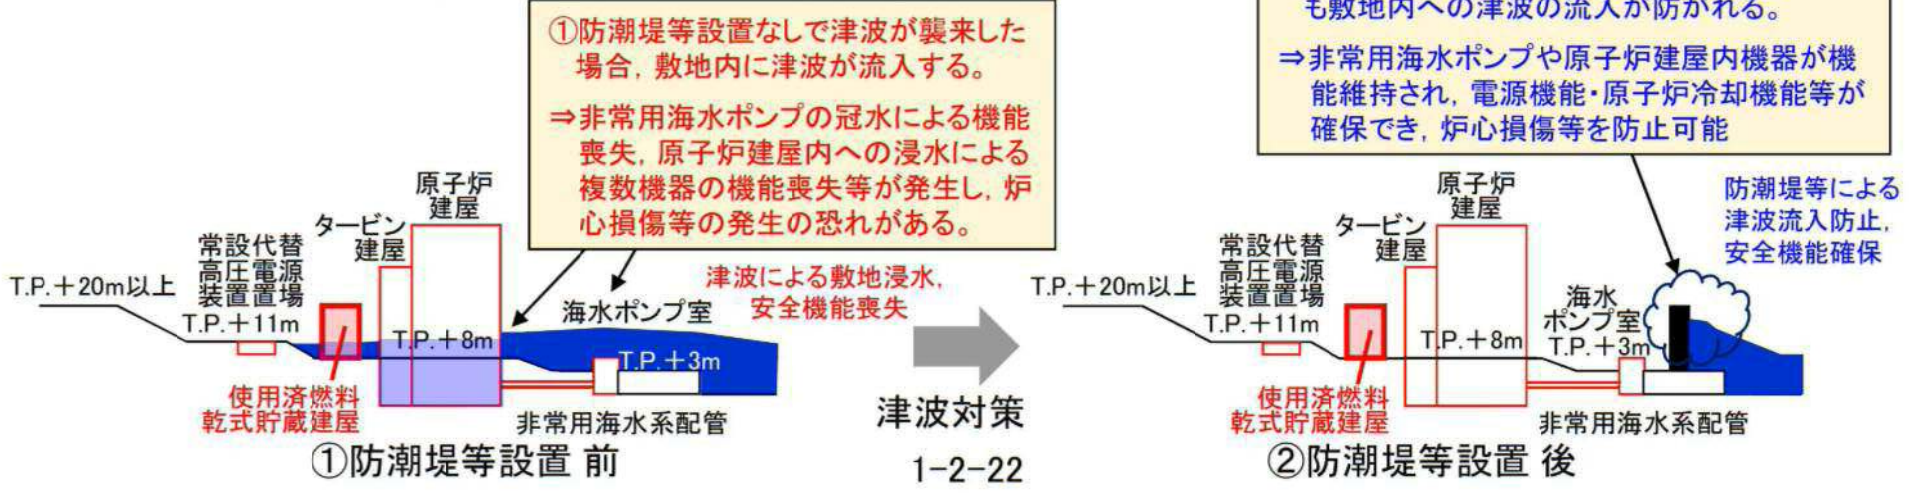 ①防潮堤等設置なしで津波が襲来した
場合，敷地内に津波が流入する。
⇒非常用海水ポンプの冠水による機能
喪失，原子炉建屋内への浸水による
複数機器の機能喪失等が発生し，炉
心損傷等の発生の恐れがある。
原子炉
建屋
タービン
建屋
常設代替
高圧電源
装置置場
T.P.＋20m以上
T.P.＋11m
T.P.＋8m
海水ポンプ室
T.P.＋3m
津波による敷地浸水，
安全機能喪失
使用済燃料
乾式貯蔵建屋
非常用海水系配管
①防潮堤等設置 前
津波対策
1-2-22
も敷地内への津波の流入が防がれる。
⇒非常用海水ポンプや原子炉建屋内機器が機
能維持され，電源機能・原子炉冷却機能等が
確保でき，炉心損傷等を防止可能
防潮堤等による
津波流入防止，
安全機能確保
原子炉
建屋
タービン
建屋
常設代替
高圧電源
装置置場
T.P.＋20m以上
T.P.＋11m
T.P.＋8m
海水
ポンプ室
T.P.＋3m
使用済燃料
乾式貯蔵建屋
非常用海水系配管
②防潮堤等設置 後